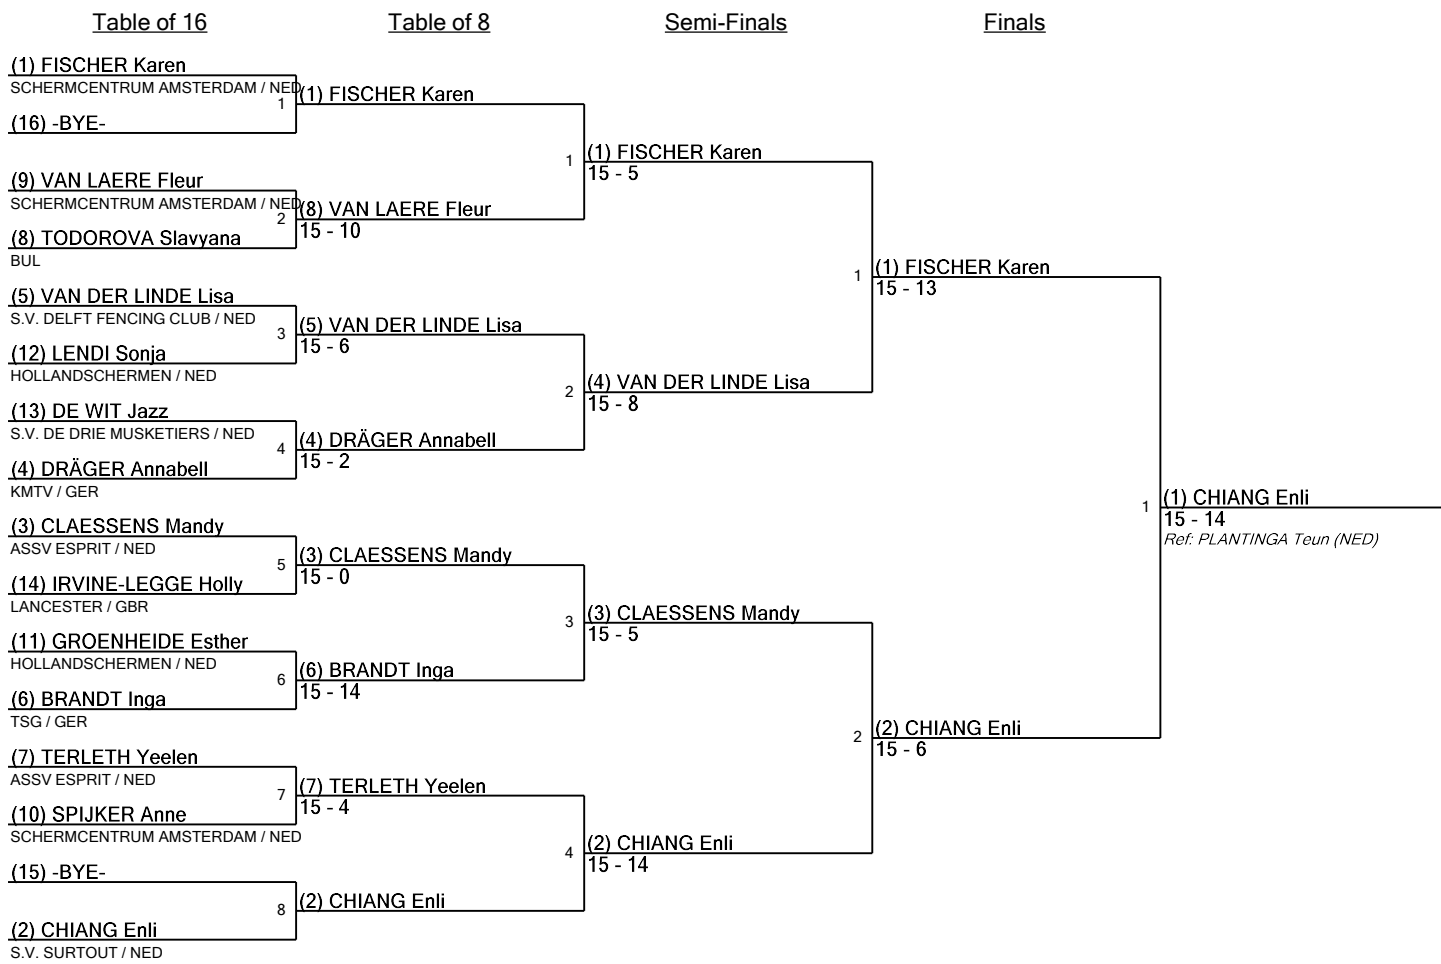 Table of 16
Table of 8
Semi-Finals
Finals
(1) FISCHER Karen
SCHERMCENTRUM AMSTERDAM / NED
1
(16) -BYE-
(9) VAN LAERE Fleur
SCHERMCENTRUM AMSTERDAM / NED
2
(8) TODOROVA Slavyana
BUL
(5) VAN DER LINDE Lisa
S.V. DELFT FENCING CLUB / NED
3
(12) LENDI Sonja
HOLLANDSCHERMEN / NED
(13) DE WIT Jazz
S.V. DE DRIE MUSKETIERS / NED
4
(4) DRÄGER Annabell
KMTV / GER
(3) CLAESSENS Mandy
ASSV ESPRIT / NED
5
(14) IRVINE-LEGGE Holly
LANCESTER / GBR
(11) GROENHEIDE Esther
HOLLANDSCHERMEN / NED
6
(6) BRANDT Inga
TSG / GER
(7) TERLETH Yeelen
ASSV ESPRIT / NED
7
(10) SPIJKER Anne
SCHERMCENTRUM AMSTERDAM / NED
(15) -BYE-
8
(2) CHIANG Enli
S.V. SURTOUT / NED
(1) FISCHER Karen
1
(8) VAN LAERE Fleur
15 - 10
(5) VAN DER LINDE Lisa
15 - 6
2
(4) DRÄGER Annabell
15 - 2
(3) CLAESSENS Mandy
15 - 0
3
(6) BRANDT Inga
15 - 14
(7) TERLETH Yeelen
15 - 4
4
(2) CHIANG Enli
(1) FISCHER Karen
15 - 5
1
(4) VAN DER LINDE Lisa
15 - 8
(3) CLAESSENS Mandy
15 - 5
2
(2) CHIANG Enli
15 - 14
(1) FISCHER Karen
15 - 13
1
(2) CHIANG Enli
15 - 6
(1) CHIANG Enli
15 - 14
Ref: PLANTINGA Teun (NED)